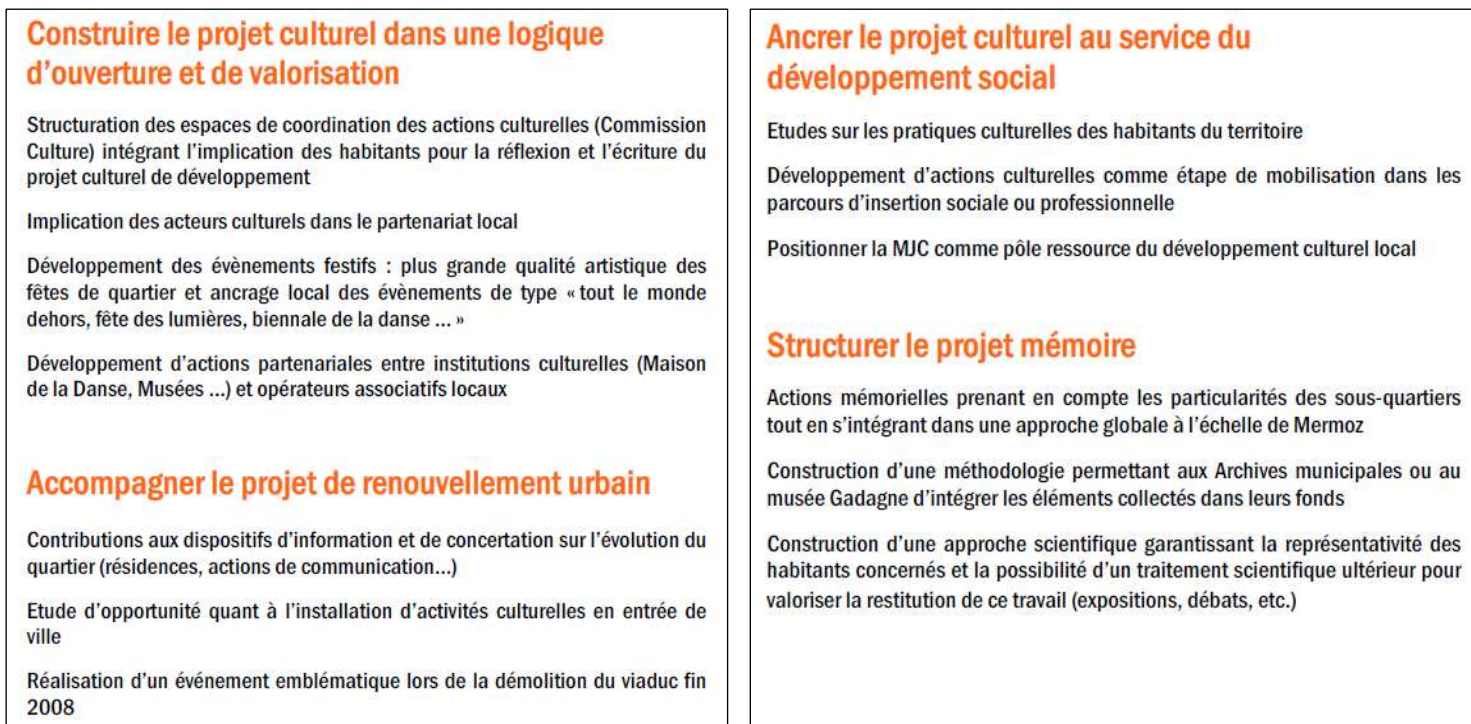 Construire le projet culturel dans une logique
d'ouverture et de valorisation
Structuration des espaces de coordination des actions culturelles (Commission
Culture) intégrant l'implication des habitants pour la réflexion et l'écriture du
projet culturel de développement
Implication des acteurs culturels dans le partenariat local
Développement des évènements festifs : plus grande qualité artistique des
fêtes de quartier et ancrage local des évènements de type « tout le monde
dehors, fête des lumières, biennale de la danse ... »
Développement d'actions partenariales entre institutions culturelles (Maison
de la Danse, Musées ...) et opérateurs associatifs locaux
Accompagner le projet de renouvellement urbain
Contributions aux dispositifs d'information et de concertation sur l'évolution du
quartier (résidences, actions de communication...)
Etude d'opportunité quant à l'installation d'activités culturelles en entrée de
ville
Réalisation d'un événement emblématique lors de la démolition du viaduc fin
2008
Ancrer le projet culturel au service du
développement social
Etudes sur les pratiques culturelles des habitants du territoire
Développement d'actions culturelles comme étape de mobilisation dans les
parcours d'insertion sociale ou professionnelle
Positionner la MJC comme pôle ressource du développement culturel local
Structurer le projet mémoire
Actions mémorielles prenant en compte les particularités des sous-quartiers
tout en s'intégrant dans une approche globale à l'échelle de Mermoz
Construction d'une méthodologie permettant aux Archives municipales ou au
musée Gadagne d'intégrer les éléments collectés dans leurs fonds
Construction d'une approche scientifique garantissant la représentativité des
habitants concernés et la possibilité d'un traitement scientifique ultérieur pour
valoriser la restitution de ce travail (expositions, débats, etc.)